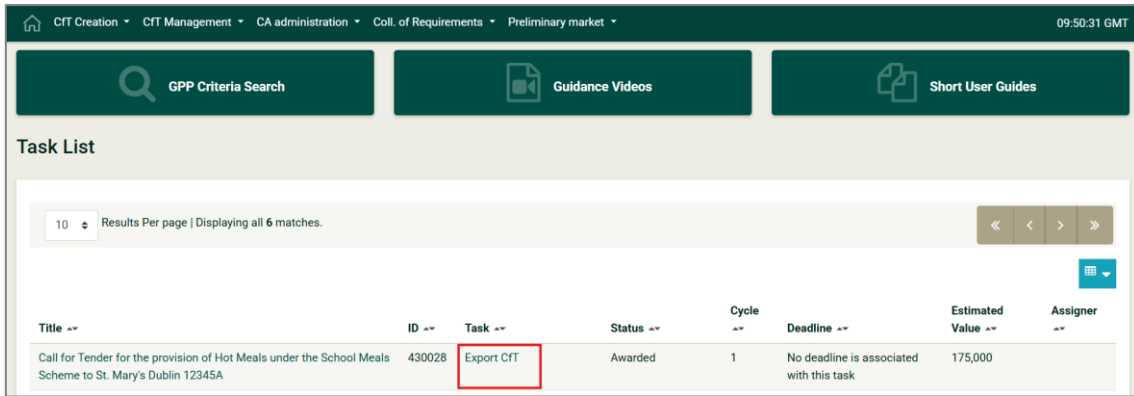 CfT Creation CfT Management CA administration Coll. of Requirements Preliminary market 09:50:31 GMT
GPP Criteria Search Guidance Videos Short User Guides
Task List
10 Results Per page | Displaying all 6 matches.
« < > »
Title ID Task Status Cycle Deadline Estimated Value Assigner
Call for Tender for the provision of Hot Meals under the School Meals 430028 Export CfT Awarded 1 No deadline is associated 175,000
Scheme to St. Mary's Dublin 12345A with this task